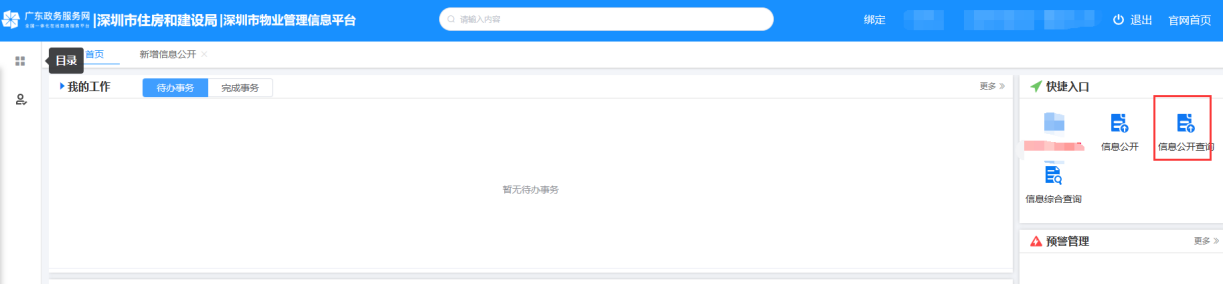 广东政务服务网 |深圳市住房和建设局|深圳市物业管理信息平台
请输入内容
绑定
退出
官网首页
目录
首页
新增信息公开 ×
我的工作
待办事务
完成事务
更多
快捷入口
信息公开
信息公开查询
暂无待办事务
信息综合查询
预警管理
更多